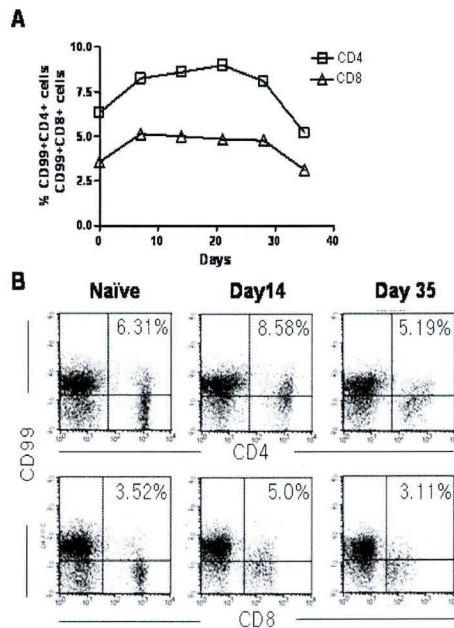 A
% CD99+CD4+ cells
CD99+CD8+ cells
10.0
7.5
5.0
2.5
0.0
0 10 20 30 40
Days
CD4
CD8
B
Naïve Day14 Day 35
6.31% 8.58% 5.19%
CD99
CD4
3.52% 5.0% 3.11%
CD8